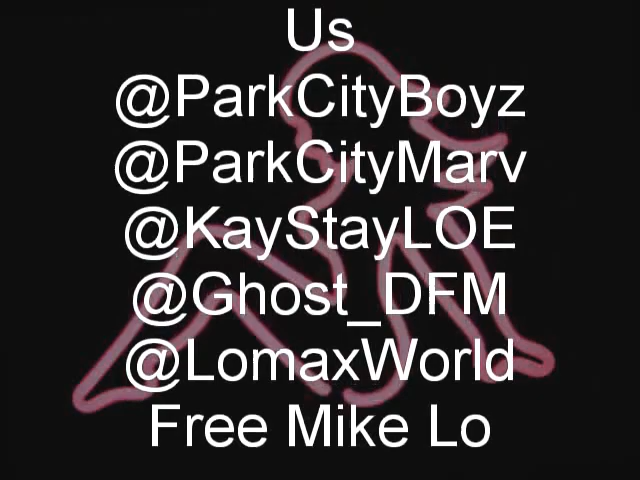 Us
@ParkCityBoyz
@ParkCityMarv
@KayStayLOE
@Ghost_DFM
@LomaxWorld
Free Mike Lo